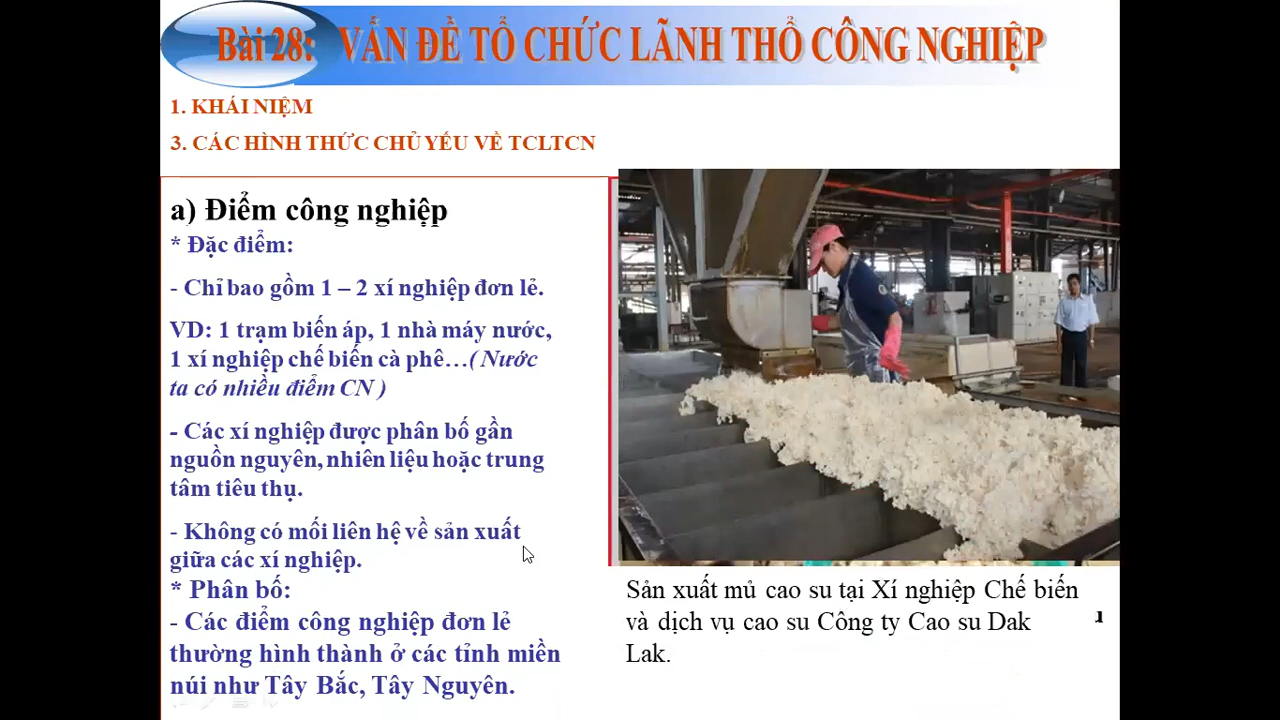 Bài 28: VẤN ĐỀ TỔ CHỨC LÃNH THỔ CÔNG NGHIỆP
1. KHÁI NIỆM
3. CÁC HÌNH THỨC CHỦ YẾU VỀ TCLTCN
a) Điểm công nghiệp
* Đặc điểm:
- Chỉ bao gồm 1 – 2 xí nghiệp đơn lẻ.
VD: 1 trạm biến áp, 1 nhà máy nước,
1 xí nghiệp chế biến cà phê…( Nước
ta có nhiều điểm CN )
- Các xí nghiệp được phân bố gần
nguồn nguyên, nhiên liệu hoặc trung
tâm tiêu thụ.
- Không có mối liên hệ về sản xuất
giữa các xí nghiệp.
* Phân bố:
- Các điểm công nghiệp đơn lẻ
thường hình thành ở các tỉnh miền
núi như Tây Bắc, Tây Nguyên.
Sản xuất mủ cao su tại Xí nghiệp Chế biến
và dịch vụ cao su Công ty Cao su Dak
Lak.